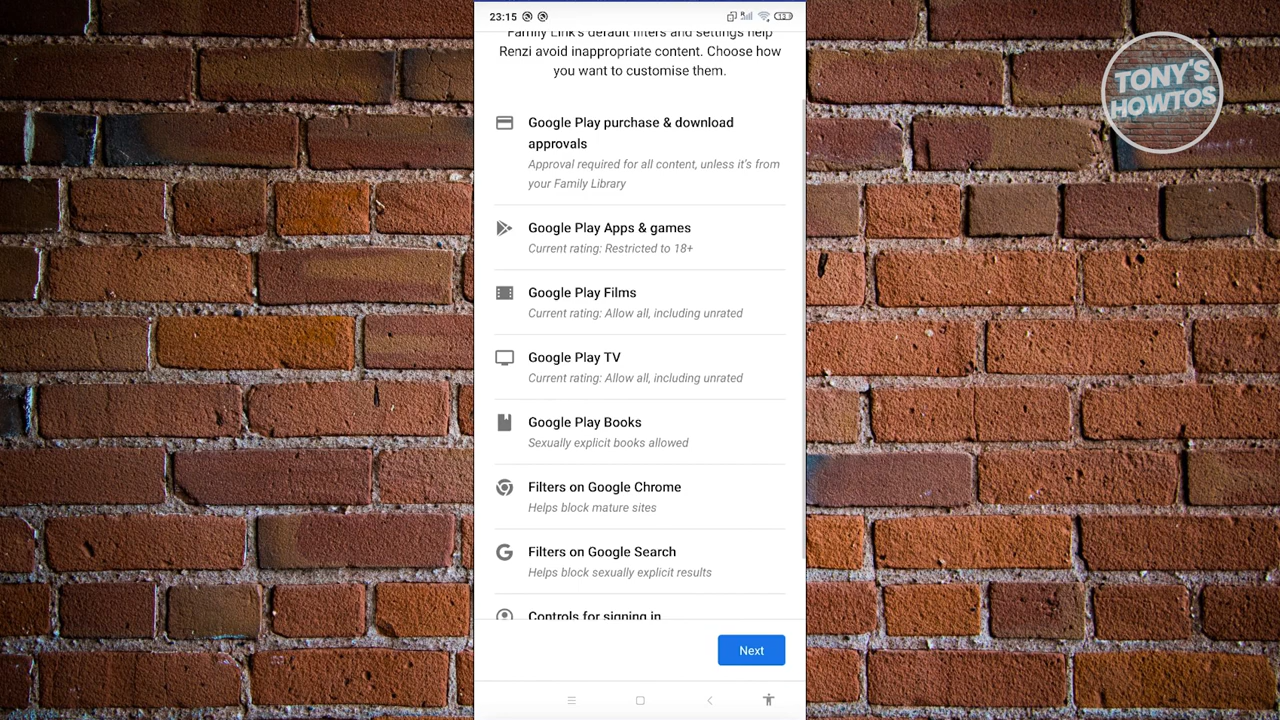 23:15
TONY'S
HOWTOS
Family Link's default filters and settings help
Renzi avoid inappropriate content. Choose how
you want to customise them.
Google Play purchase & download
approvals
Approval required for all content, unless it's from
your Family Library
Google Play Apps & games
Current rating: Restricted to 18+
Google Play Films
Current rating: Allow all, including unrated
Google Play TV
Current rating: Allow all, including unrated
Google Play Books
Sexually explicit books allowed
Filters on Google Chrome
Helps block mature sites
Filters on Google Search
Helps block sexually explicit results
Controls for signing in
Next